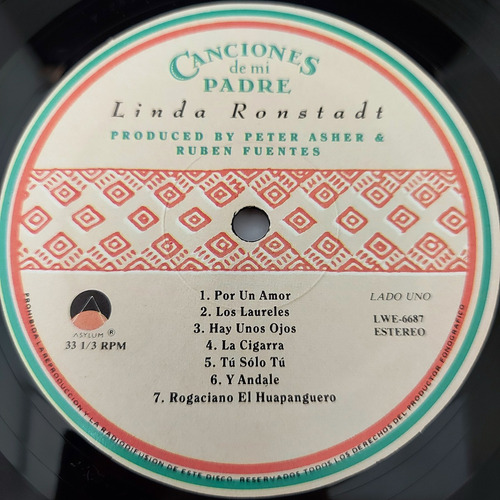 CANCIONES
de mi
PADRE
Linda Ronstadt
PRODUCED BY PETER ASHER &
RUBEN FUENTES
1. Por Un Amor
2. Los Laureles
3. Hay Unos Ojos
4. La Cigarra
5. Tú Sólo Tú
6. Y Andale
7. Rogaciano El Huapanguero
LADO UNO
LWE-6687
ESTEREO
ASYLUM ®
33 1/3 RPM
PROHIBIDA LA REPRODUCCION Y LA RADIODIFUSION DE ESTE DISCO. RESERVADOS TODOS LOS DERECHOS DEL PRODUCTOR FONOGRAFICO